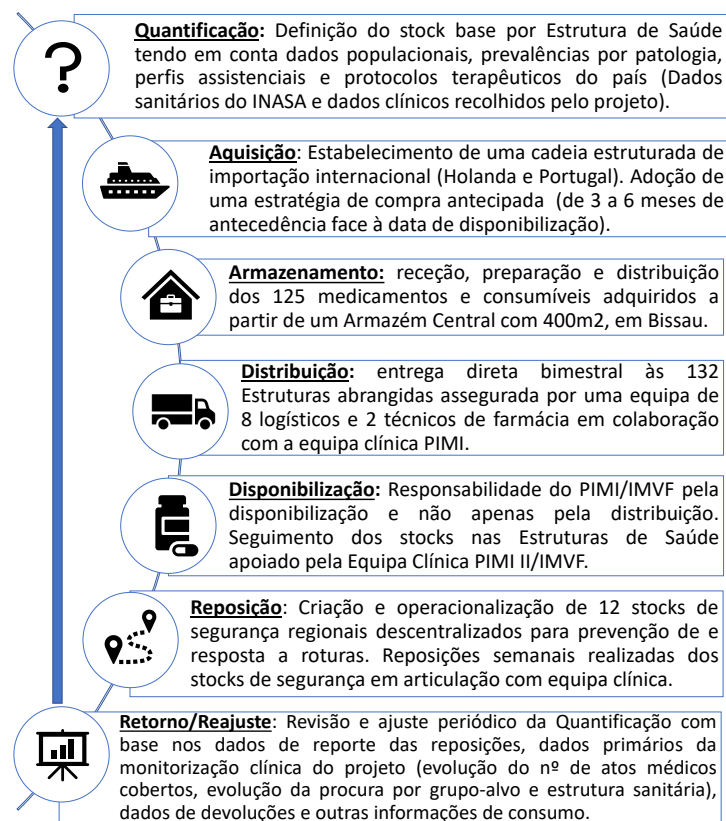 Quantificação: Definição do stock base por Estrutura de Saúde
tendo em conta dados populacionais, prevalências por patologia,
perfis assistenciais e protocolos terapêuticos do país (Dados
sanitários do INASA e dados clínicos recolhidos pelo projeto).
Aquisição: Estabelecimento de uma cadeia estruturada de
importação internacional (Holanda e Portugal). Adoção de
uma estratégia de compra antecipada (de 3 a 6 meses de
antecedência face à data de disponibilização).
Armazenamento: receção, preparação e distribuição
dos 125 medicamentos e consumíveis adquiridos a
partir de um Armazém Central com 400m2, em Bissau.
Distribuição: entrega direta bimestral às 132
Estruturas abrangidas assegurada por uma equipa de
8 logísticos e 2 técnicos de farmácia em colaboração
com a equipa clínica PIMI.
Disponibilização: Responsabilidade do PIMI/IMVF pela
disponibilização e não apenas pela distribuição.
Seguimento dos stocks nas Estruturas de Saúde
apoiado pela Equipa Clínica PIMI II/IMVF.
Reposição: Criação e operacionalização de 12 stocks de
segurança regionais descentralizados para prevenção de e
resposta a roturas. Reposições semanais realizadas dos
stocks de segurança em articulação com equipa clínica.
Retorno/Reajuste: Revisão e ajuste periódico da Quantificação com
base nos dados de reporte das reposições, dados primários da
monitorização clínica do projeto (evolução do nº de atos médicos
cobertos, evolução da procura por grupo-alvo e estrutura sanitária),
dados de devoluções e outras informações de consumo.